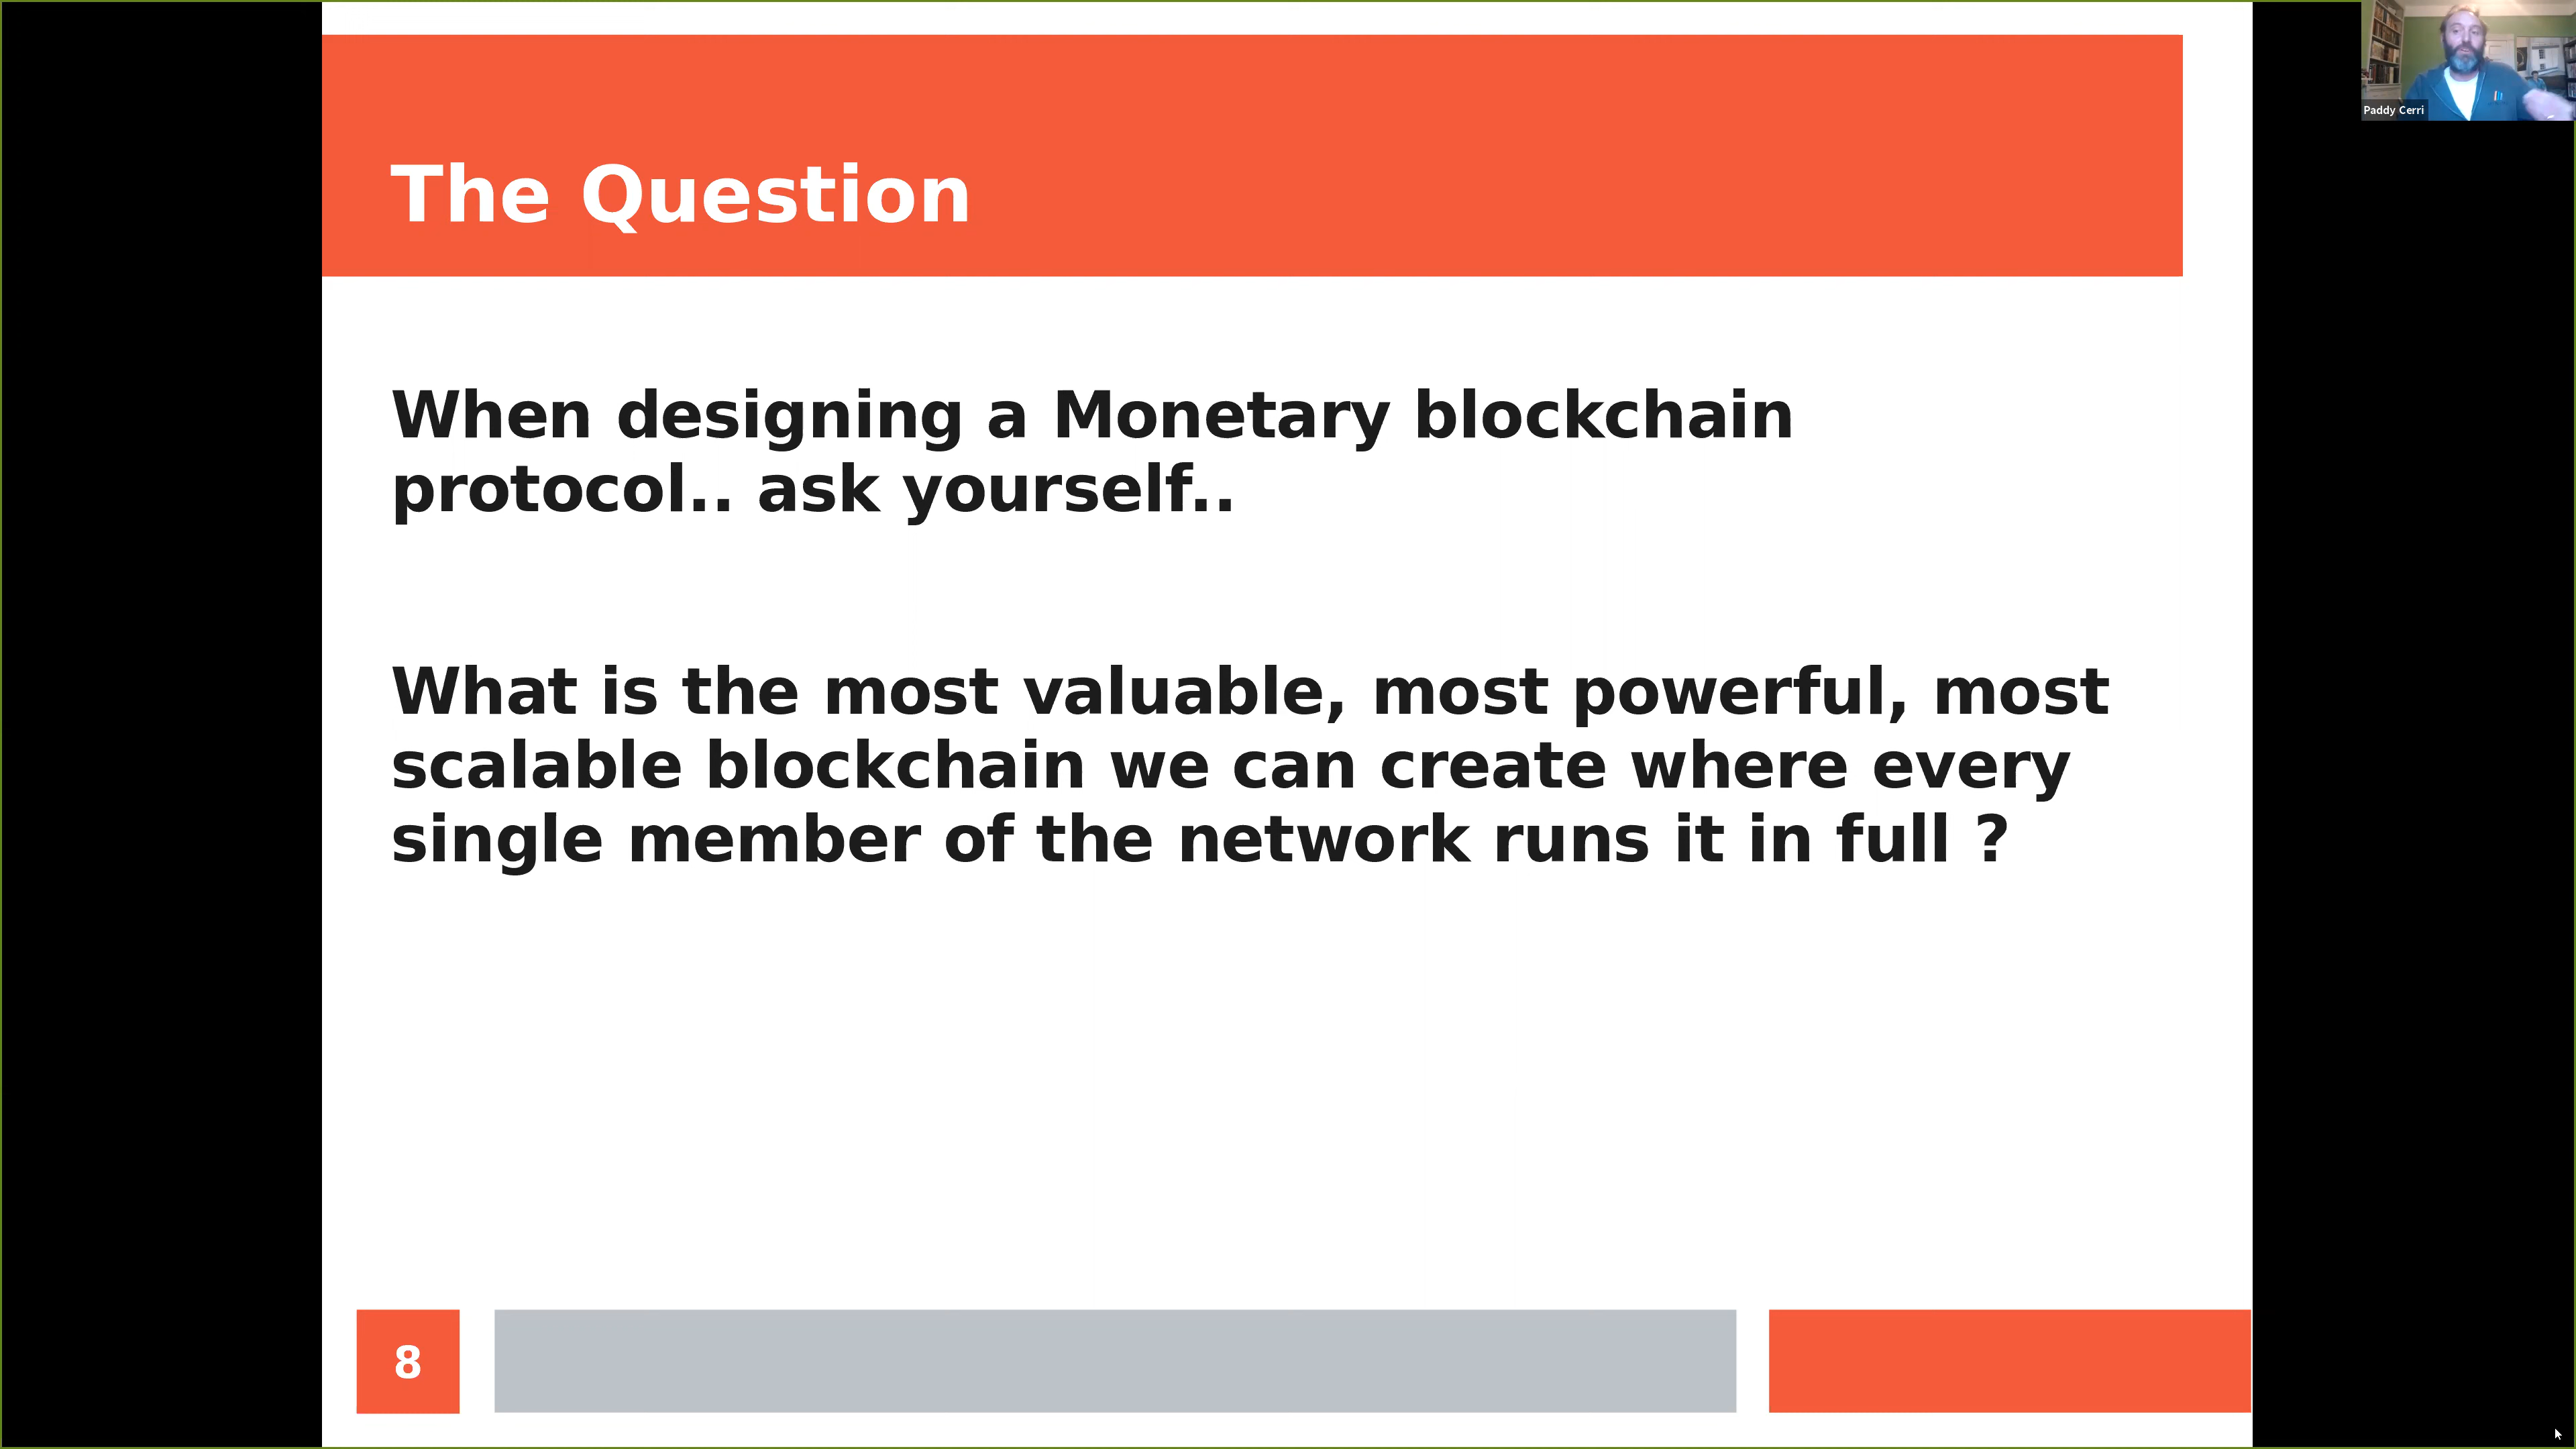 Paddy Cerri
The Question
When designing a Monetary blockchain
protocol.. ask yourself..
What is the most valuable, most powerful, most
scalable blockchain we can create where every
single member of the network runs it in full ?
8